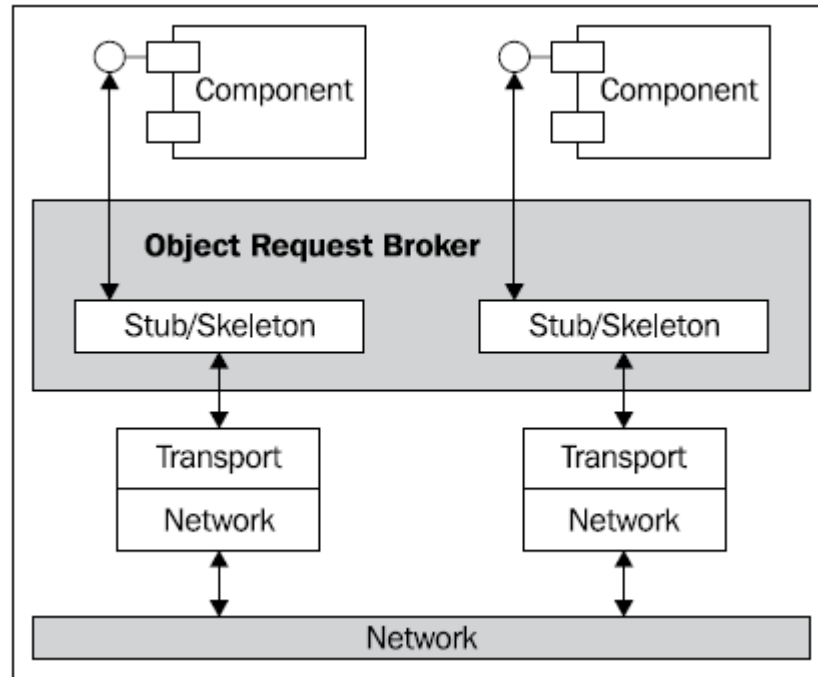 Component
Component
Object Request Broker
Stub/Skeleton
Stub/Skeleton
Transport
Transport
Network
Network
Network